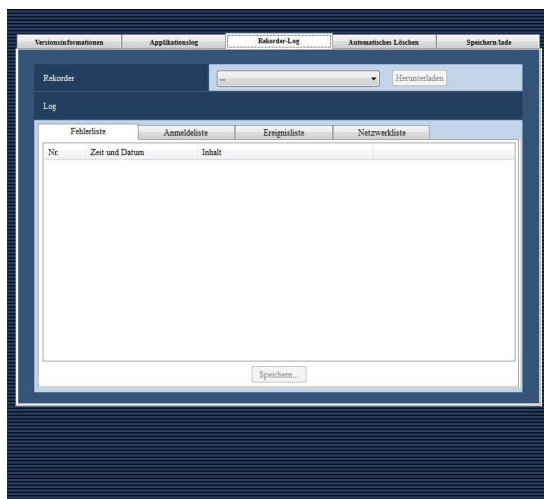 Versionsinformationen Applikationslog Rekorder-Log Automatisches Löschen Speichern/lade
Rekorder -- Herunterladen
Log
Fehlerliste Anmeldeliste Ereignisliste Netzwerkliste
Nr. Zeit und Datum Inhalt
Speichern...